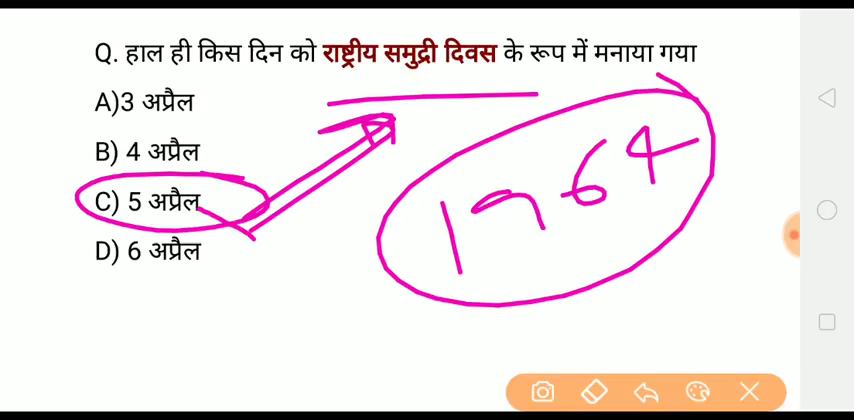 Q. हाल ही किस दिन को राष्ट्रीय समुद्री दिवस के रूप में मनाया गया
A)3 अप्रैल
B) 4 अप्रैल
C) 5 अप्रैल
D) 6 अप्रैल
1964